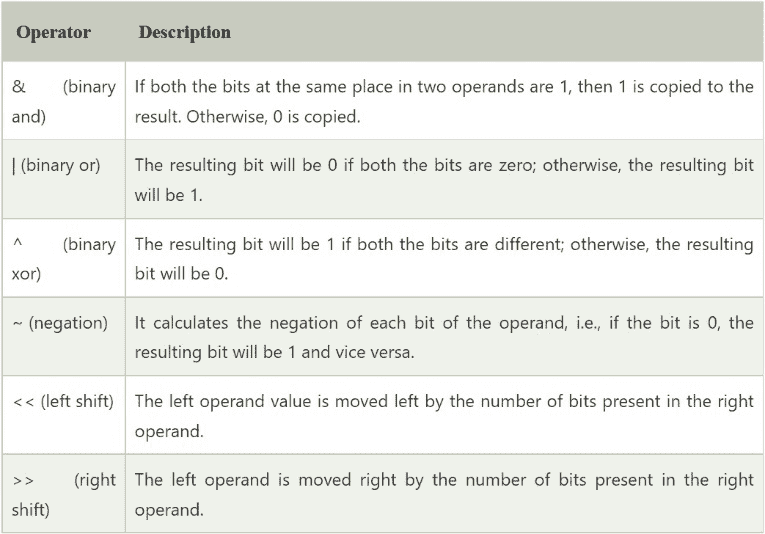 Operator Description
& (binary If both the bits at the same place in two operands are 1, then 1 is copied to the
and) result. Otherwise, 0 is copied.
| (binary or) The resulting bit will be 0 if both the bits are zero; otherwise, the resulting bit
will be 1.
^ (binary The resulting bit will be 1 if both the bits are different; otherwise, the resulting
xor) bit will be 0.
~ (negation) It calculates the negation of each bit of the operand, i.e., if the bit is 0, the
resulting bit will be 1 and vice versa.
<< (left shift) The left operand value is moved left by the number of bits present in the right
operand.
>> (right The left operand is moved right by the number of bits present in the right
shift) operand.